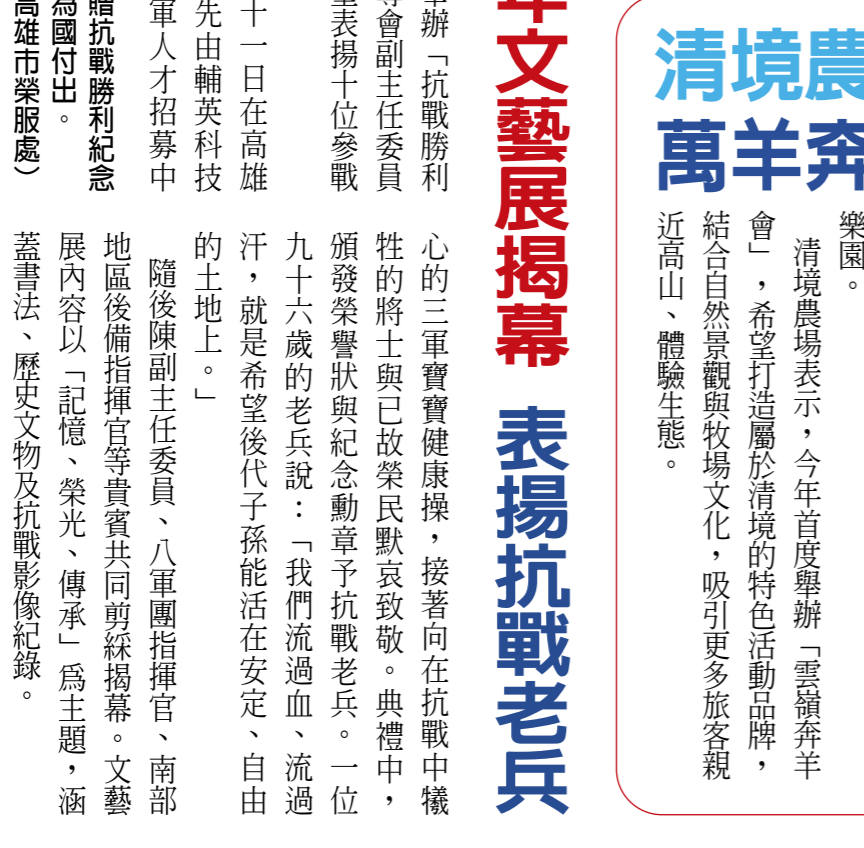 清境農
萬羊奔
樂園。
清境農場表示，今年首度舉辦「雲嶺奔羊
會」，希望打造屬於清境的特色活動品牌，
結合自然景觀與牧場文化，吸引更多旅客親
近高山、體驗生態。
年文藝展揭幕 表揚抗戰老兵
辦「抗戰勝利
會副主任委員
表揚十位參戰
十一日在高雄
先由輔英科技
軍人才招募中
贈抗戰勝利紀念
為國付出。
高雄市榮服處）
心的三軍寶寶健康操，接著向在抗戰中犧
牲的將士與已故榮民默哀致敬。典禮中，
頒發榮譽狀與紀念勳章予抗戰老兵。一位
九十六歲的老兵說：「我們流過血、流過
汗，就是希望後代子孫能活在安定、自由
的土地上。」
隨後陳副主任委員、八軍團指揮官、南部
地區後備指揮官等貴賓共同剪綵揭幕。文藝
展內容以「記憶、榮光、傳承」爲主題，涵
蓋書法、歷史文物及抗戰影像紀錄。